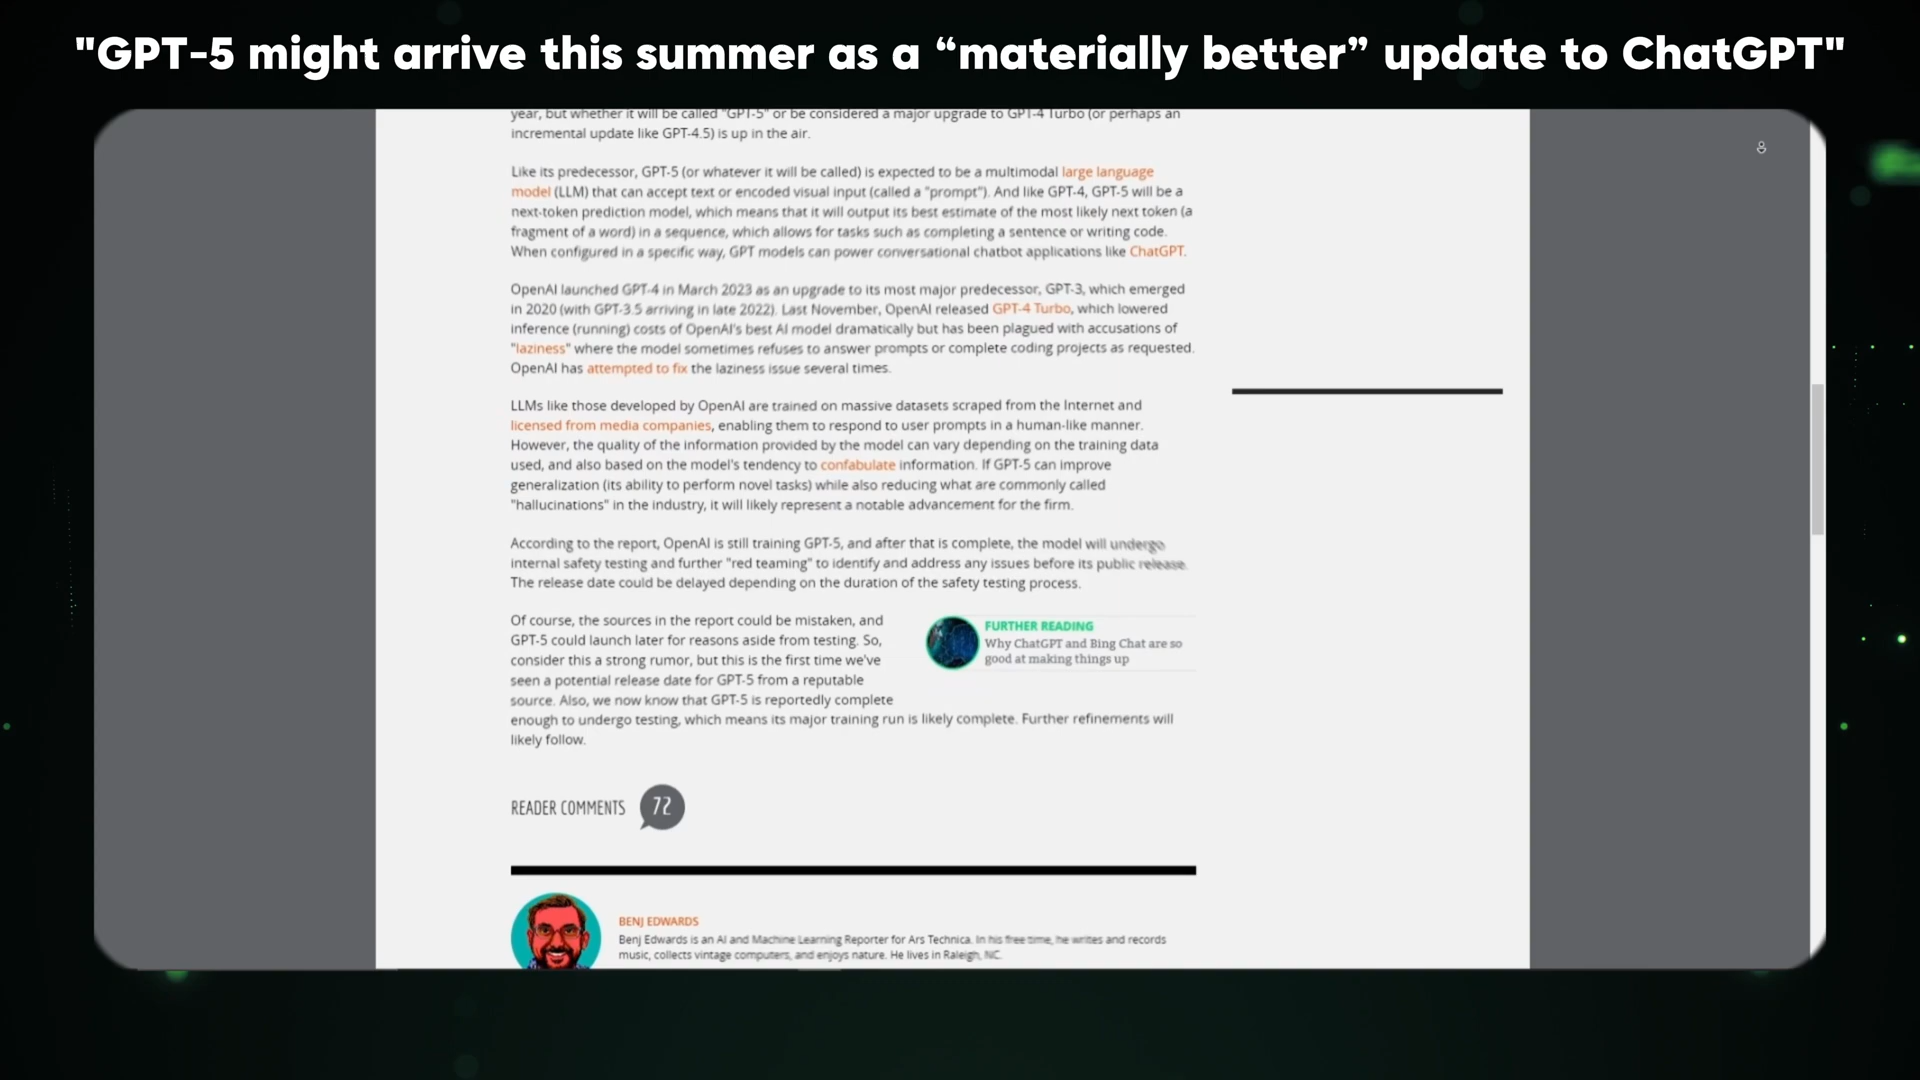 "GPT-5 might arrive this summer as a “materially better” update to ChatGPT"
year, but whether it will be called "GPT-5" or be considered a major upgrade to GPT-4 Turbo (or perhaps an
incremental update like GPT-4.5) is up in the air.
Like its predecessor, GPT-5 (or whatever it will be called) is expected to be a multimodal large language
model (LLM) that can accept text or encoded visual input (called a "prompt"). And like GPT-4, GPT-5 will be a
next-token prediction model, which means that it will output its best estimate of the most likely next token (a
fragment of a word) in a sequence, which allows for tasks such as completing a sentence or writing code.
When configured in a specific way, GPT models can power conversational chatbot applications like ChatGPT.
OpenAI launched GPT-4 in March 2023 as an upgrade to its most major predecessor, GPT-3, which emerged
in 2020 (with GPT-3.5 arriving in late 2022). Last November, OpenAI released GPT-4 Turbo, which lowered
inference (running) costs of OpenAI's best AI model dramatically but has been plagued with accusations of
"laziness" where the model sometimes refuses to answer prompts or complete coding projects as requested.
OpenAI has attempted to fix the laziness issue several times.
LLMs like those developed by OpenAI are trained on massive datasets scraped from the Internet and
licensed from media companies, enabling them to respond to user prompts in a human-like manner.
However, the quality of the information provided by the model can vary depending on the training data
used, and also based on the model's tendency to confabulate information. If GPT-5 can improve
generalization (its ability to perform novel tasks) while also reducing what are commonly called
"hallucinations" in the industry, it will likely represent a notable advancement for the firm.
According to the report, OpenAI is still training GPT-5, and after that is complete, the model will undergo
internal safety testing and further "red teaming" to identify and address any issues before its public release.
The release date could be delayed depending on the duration of the safety testing process.
Of course, the sources in the report could be mistaken, and
GPT-5 could launch later for reasons aside from testing. So,
consider this a strong rumor, but this is the first time we've
seen a potential release date for GPT-5 from a reputable
source. Also, we now know that GPT-5 is reportedly complete
enough to undergo testing, which means its major training run is likely complete. Further refinements will
likely follow.
FURTHER READING
Why ChatGPT and Bing Chat are so
good at making things up
READER COMMENTS 72
BENJ EDWARDS
Benj Edwards is an AI and Machine Learning Reporter for Ars Technica. In his free time, he writes and records
music, collects vintage computers, and enjoys nature. He lives in Raleigh, NC.